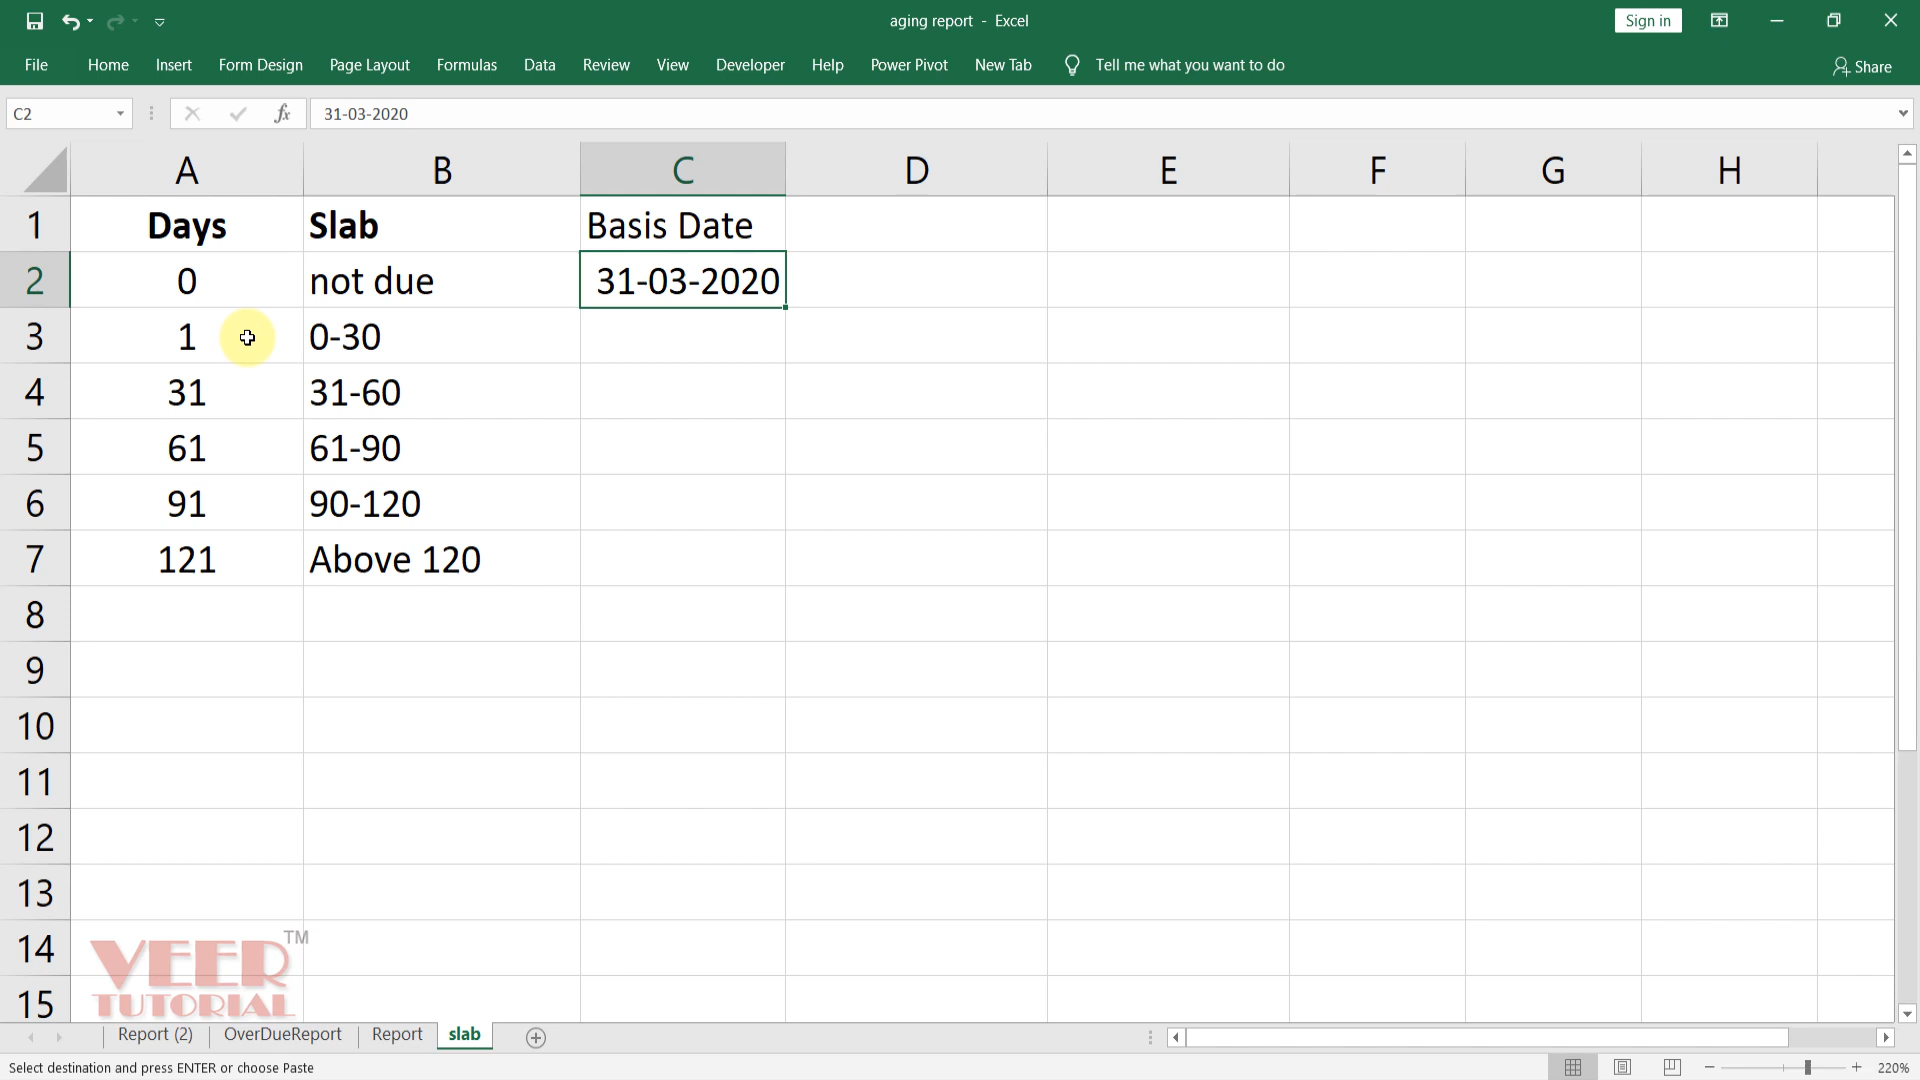 aging report - Excel
Sign in
File Home Insert Form Design Page Layout Formulas Data Review View Developer Help Power Pivot New Tab Tell me what you want to do Share
C2 fx 31-03-2020
A B C D E F G H
1 Days Slab Basis Date
2 0 not due 31-03-2020
3 1 0-30
4 31 31-60
5 61 61-90
6 91 90-120
7 121 Above 120
8
9
10
11
12
13
14
15
VEER TM
TUTORIAL
Report (2) OverDueReport Report slab
Select destination and press ENTER or choose Paste 220%